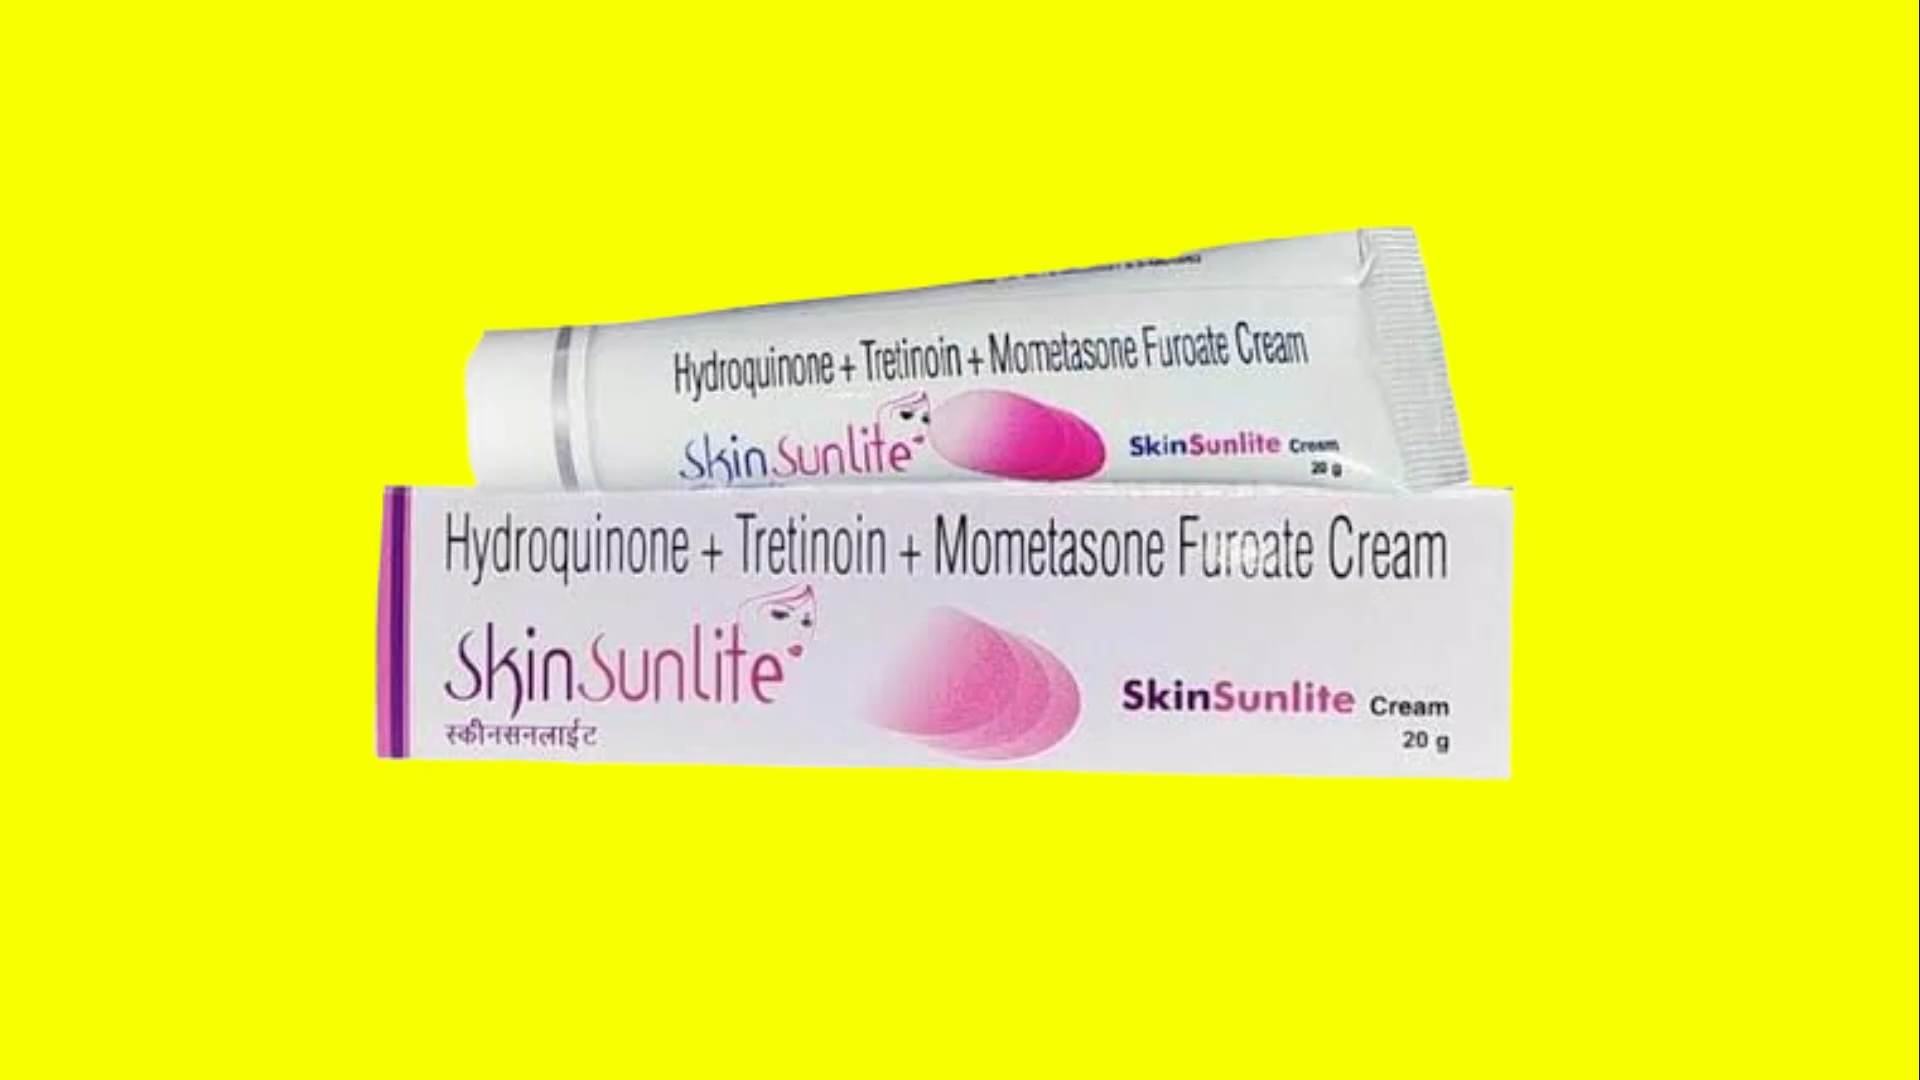 Hydroquinone + Tretinoin + Mometasone Furoate Cream
SkinSunlite
SkinSunlite Cream
20 g
Hydroquinone + Tretinoin + Mometasone Furoate Cream
SkinSunlite
स्कीनसनलाईट
SkinSunlite Cream
20 g